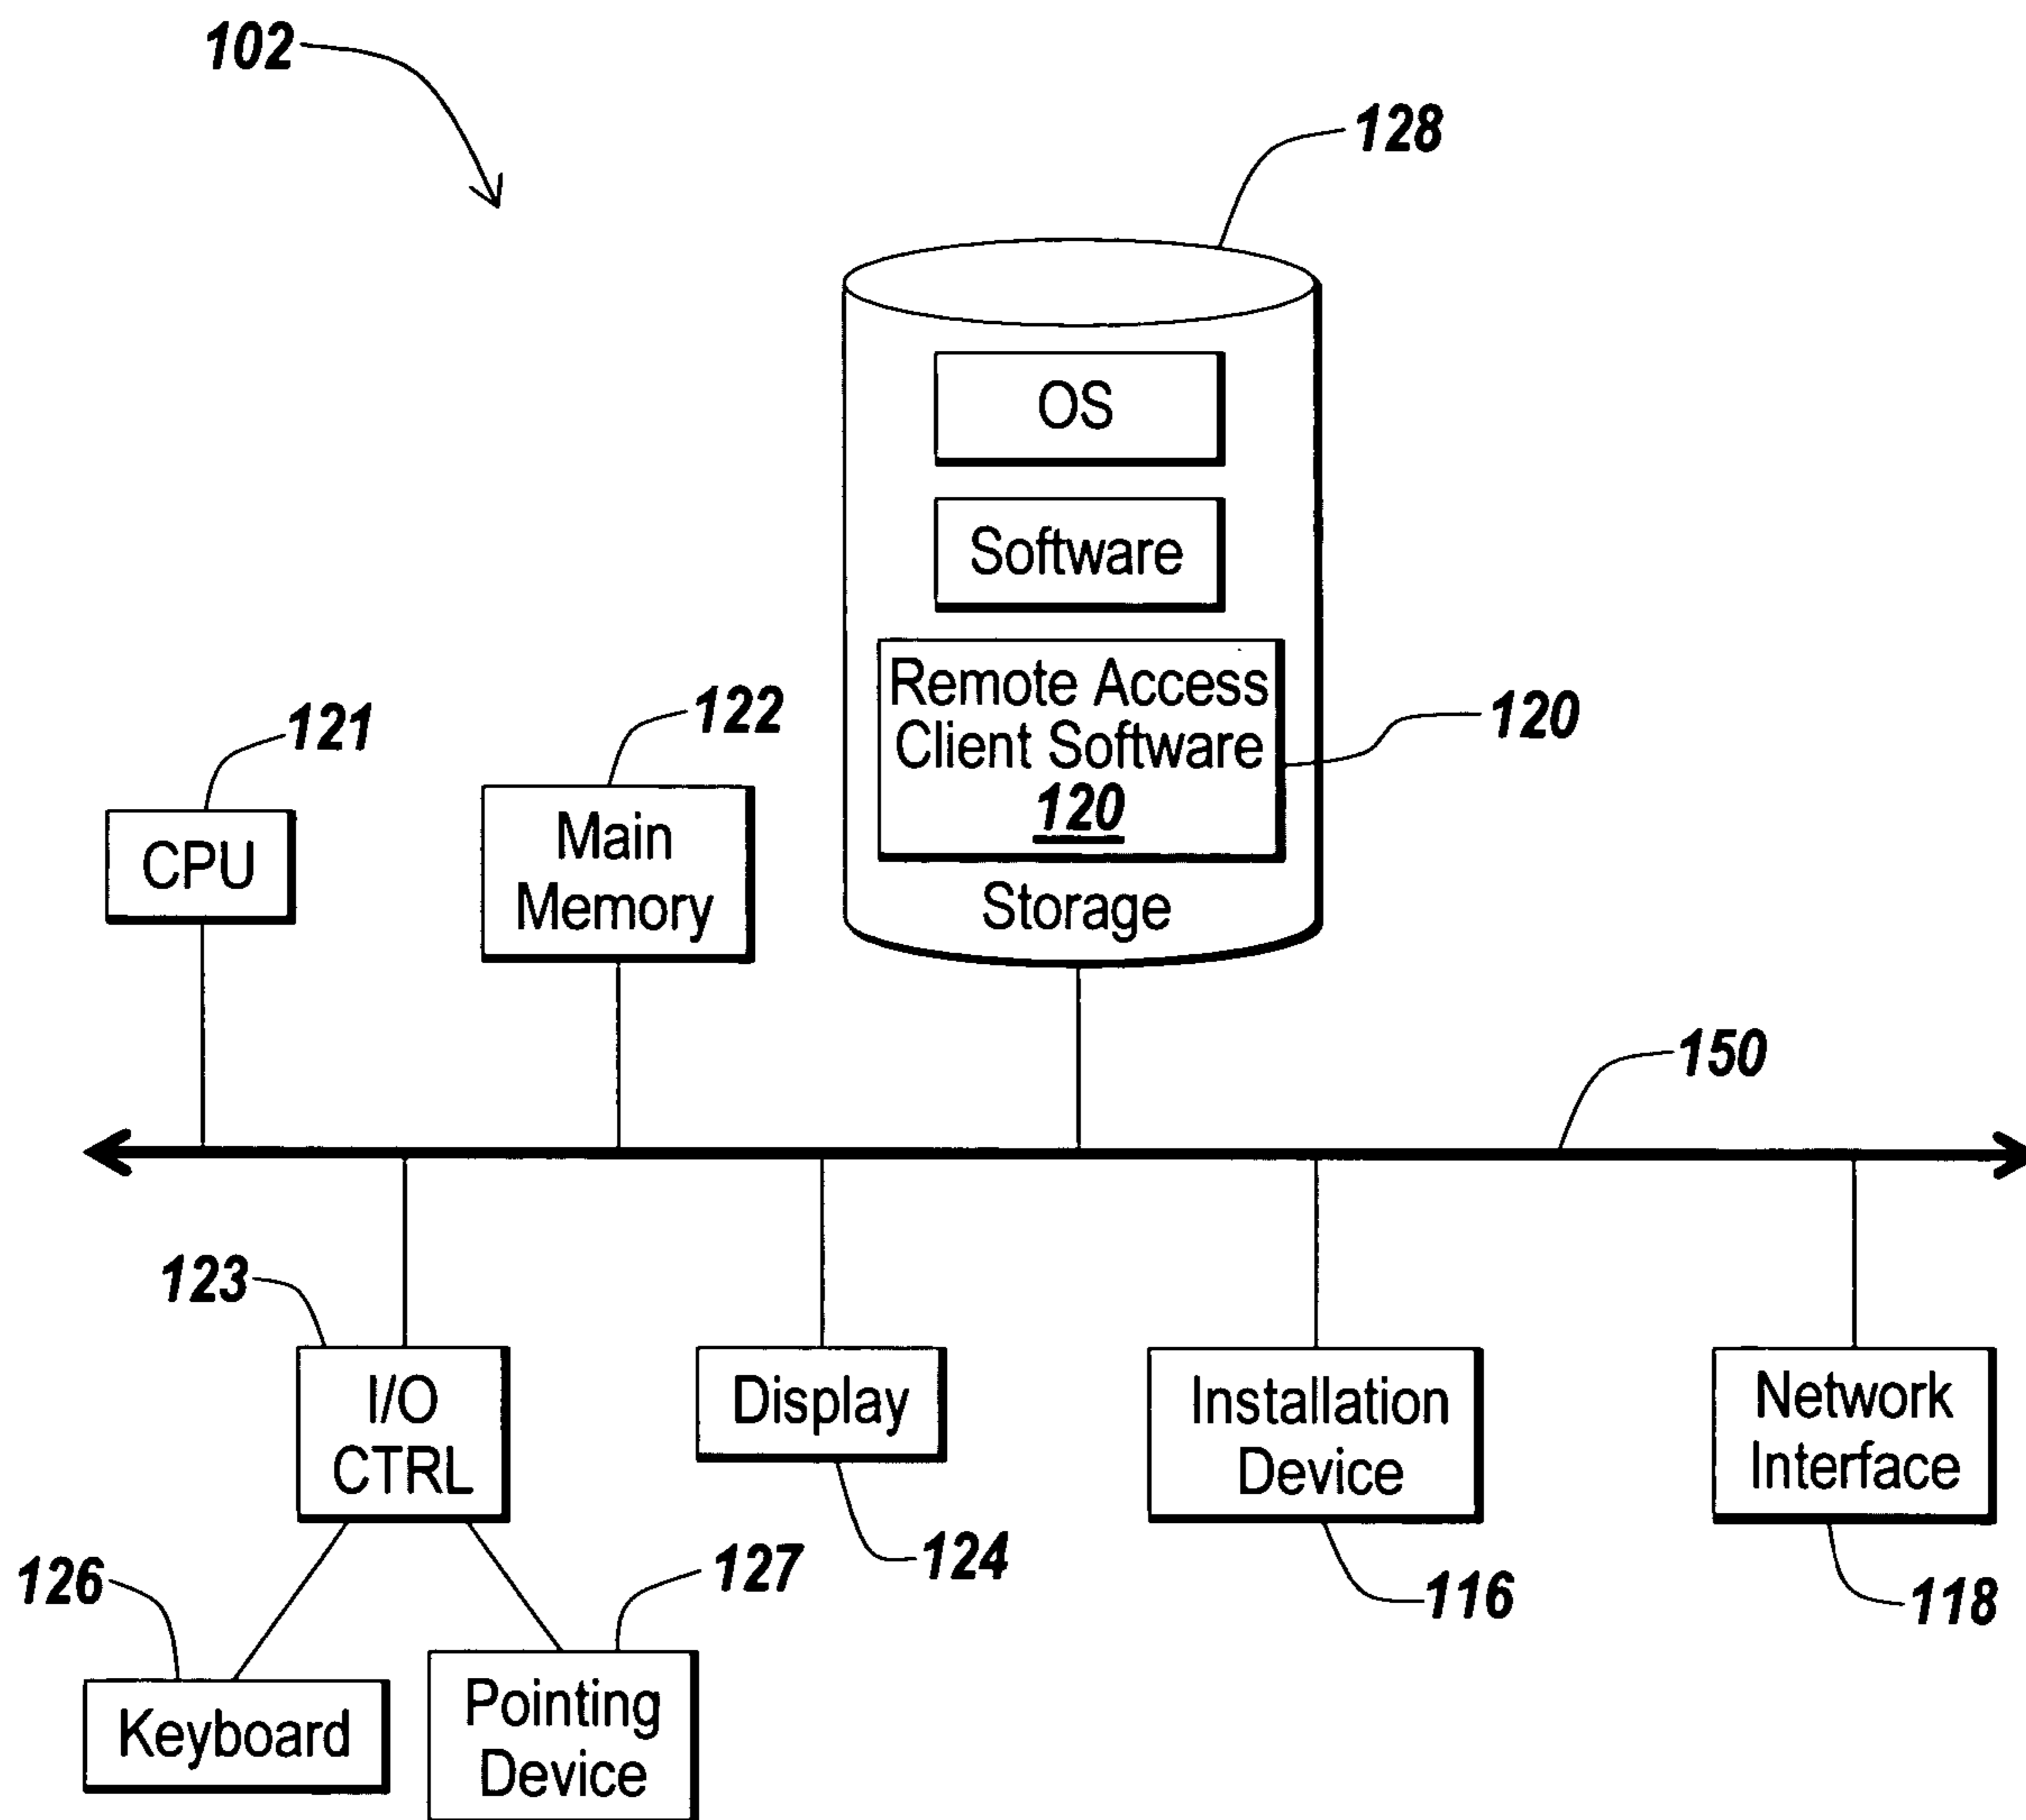 102
128
OS
Software
Remote Access
Client Software
120
120
Storage
121
122
CPU
Main
Memory
150
123
I/O
CTRL
Display
Installation
Device
Network
Interface
126
127
124
116
118
Keyboard
Pointing
Device